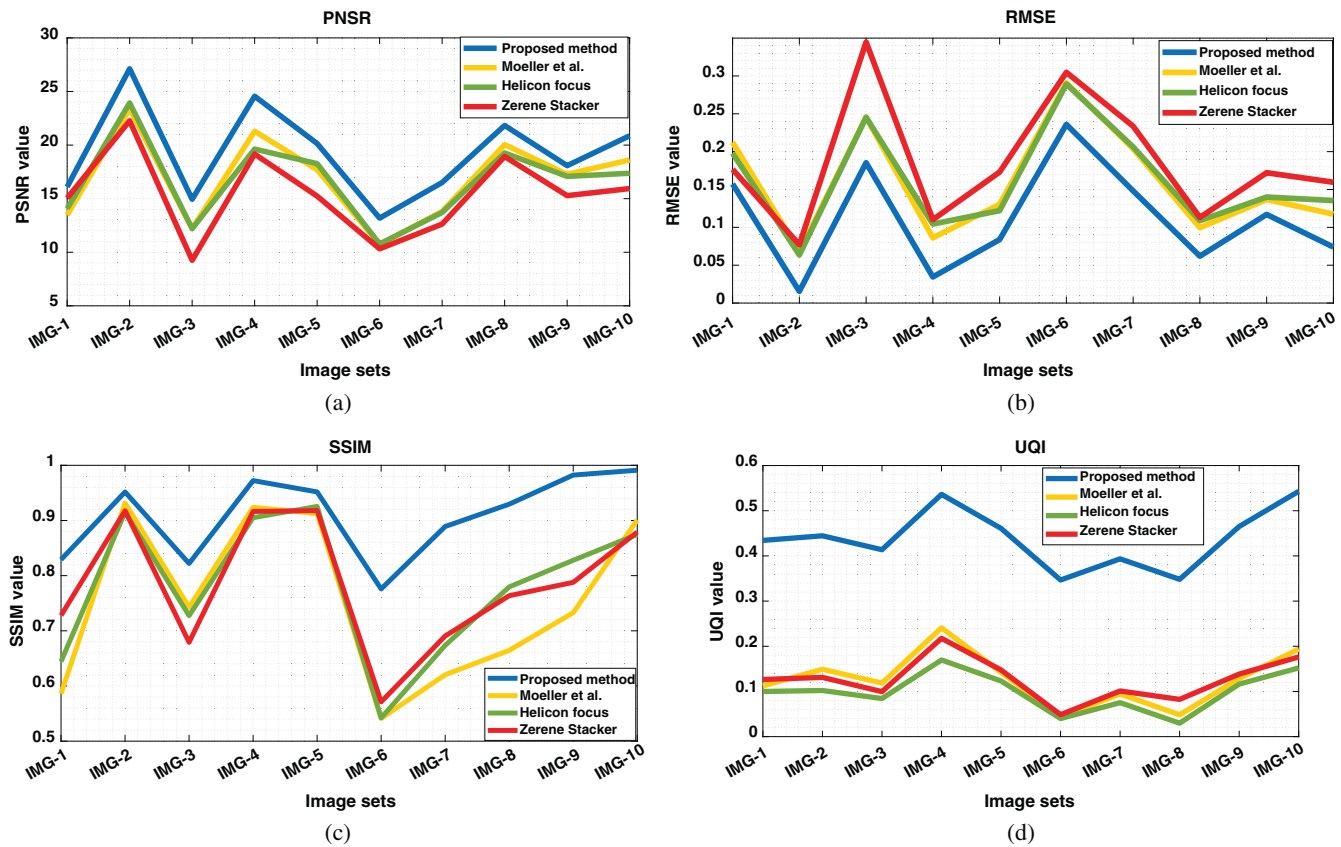 PNSR
30
25
20
15
10
5
PSNR value
Proposed method
Moeller et al.
Helicon focus
Zerene Stacker
IMG-1 IMG-2 IMG-3 IMG-4 IMG-5 IMG-6 IMG-7 IMG-8 IMG-9 IMG-10
Image sets
(a)
RMSE
0.3
0.25
0.2
0.15
0.1
0.05
0
RMSE value
Proposed method
Moeller et al.
Helicon focus
Zerene Stacker
IMG-1 IMG-2 IMG-3 IMG-4 IMG-5 IMG-6 IMG-7 IMG-8 IMG-9 IMG-10
Image sets
(b)
SSIM
1
0.9
0.8
0.7
0.6
0.5
SSIM value
Proposed method
Moeller et al.
Helicon focus
Zerene Stacker
IMG-1 IMG-2 IMG-3 IMG-4 IMG-5 IMG-6 IMG-7 IMG-8 IMG-9 IMG-10
Image sets
(c)
UQI
0.6
0.5
0.4
0.3
0.2
0.1
0
UQI value
Proposed method
Moeller et al.
Helicon focus
Zerene Stacker
IMG-1 IMG-2 IMG-3 IMG-4 IMG-5 IMG-6 IMG-7 IMG-8 IMG-9 IMG-10
Image sets
(d)